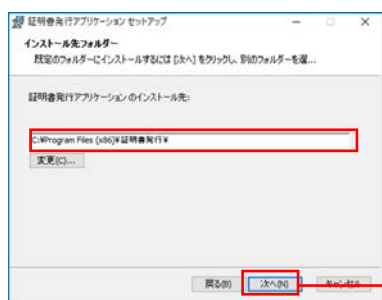 証明書発行アプリケーション セットアップ
インストール先フォルダー
既定のフォルダーにインストールするには [次へ] をクリックし、別のフォルダーを選...
証明書発行アプリケーション のインストール先:
C:¥Program Files (x86)¥証明書発行¥
変更(C)...
戻る(B) 次へ(N) キャンセル